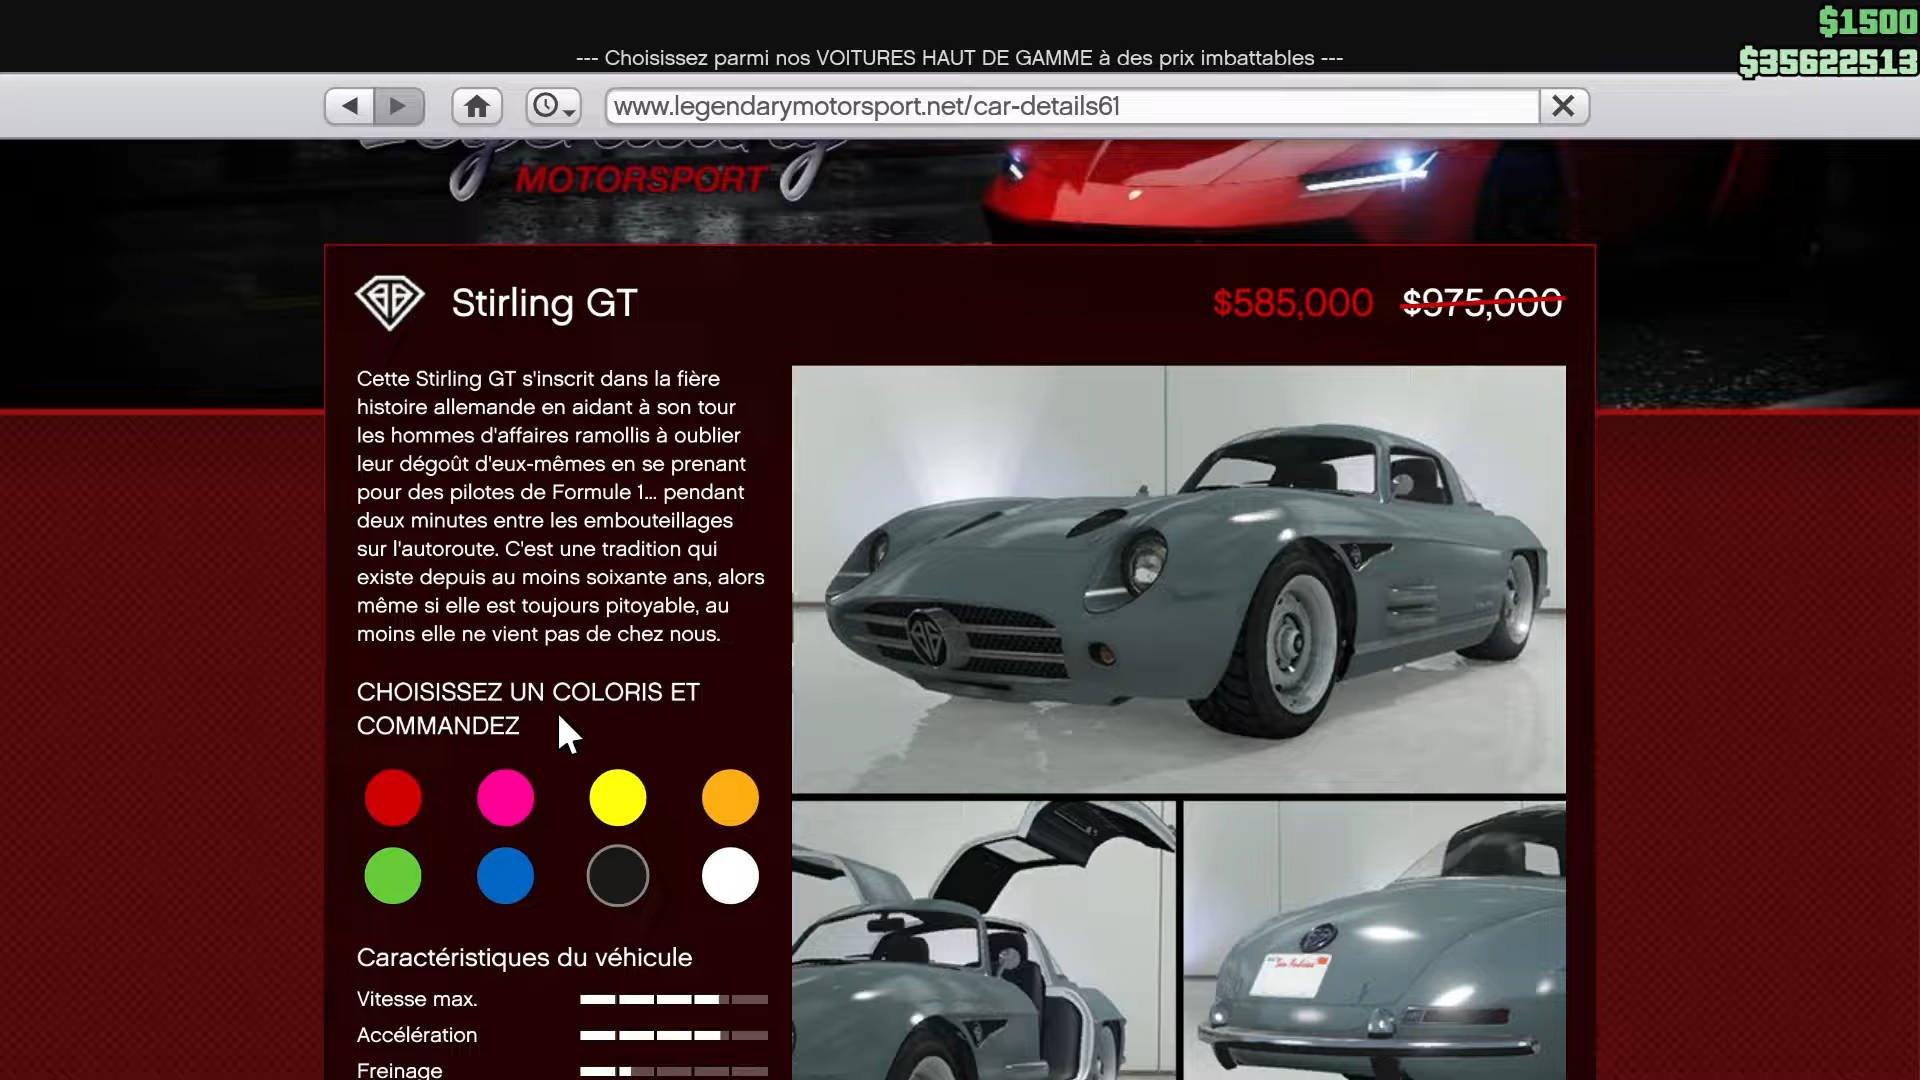 $1500
--- Choisissez parmi nos VOITURES HAUT DE GAMME à des prix imbattables ---
$35622513
www.legendarymotorsport.net/car-details61
Legendary
MOTORSPORT
Stirling GT
$585,000 $975,000
Cette Stirling GT s'inscrit dans la fière
histoire allemande en aidant à son tour
les hommes d'affaires ramollis à oublier
leur dégoût d'eux-mêmes en se prenant
pour des pilotes de Formule 1... pendant
deux minutes entre les embouteillages
sur l'autoroute. C'est une tradition qui
existe depuis au moins soixante ans, alors
même si elle est toujours pitoyable, au
moins elle ne vient pas de chez nous.
CHOISISSEZ UN COLORIS ET
COMMANDEZ
Caractéristiques du véhicule
Vitesse max.
Accélération
Freinage